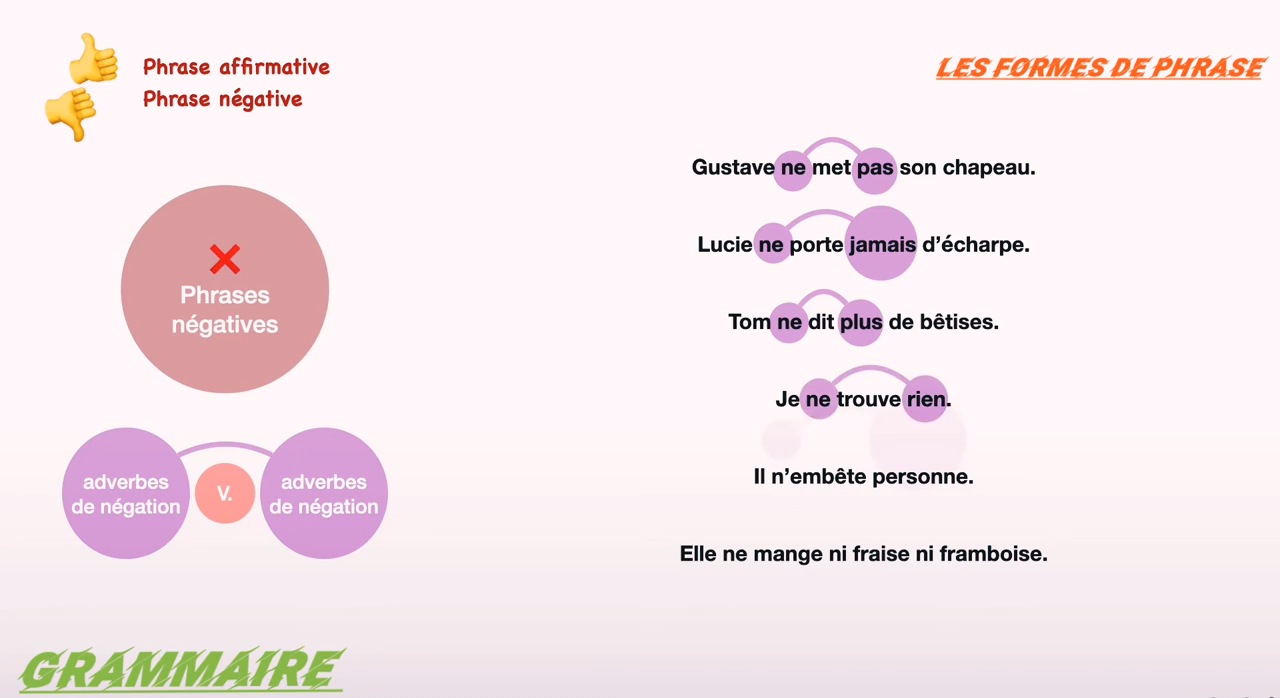 Phrase affirmative
Phrase négative
LES FORMES DE PHRASE
Phrases
négatives
adverbes
de négation
V.
adverbes
de négation
Gustave ne met pas son chapeau.
Lucie ne porte jamais d’écharpe.
Tom ne dit plus de bêtises.
Je ne trouve rien.
Il n’embête personne.
Elle ne mange ni fraise ni framboise.
GRAMMAIRE